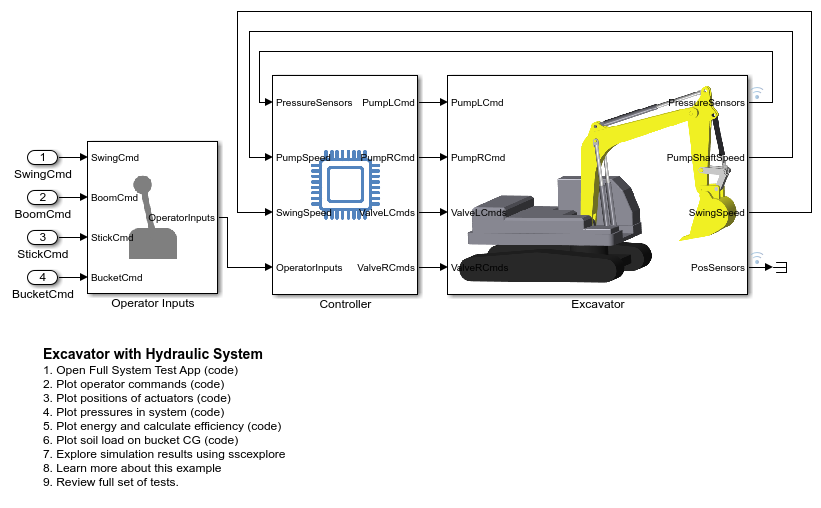 1
SwingCmd
2
BoomCmd
3
StickCmd
4
BucketCmd
SwingCmd
BoomCmd
StickCmd
BucketCmd
OperatorInputs
Operator Inputs
PressureSensors
PumpSpeed
SwingSpeed
OperatorInputs
PumpLCmd
PumpRCmd
ValveLCmds
ValveRCmds
Controller
PumpLCmd
PumpRCmd
ValveLCmds
ValveRCmds
PressureSensors
PumpShaftSpeed
SwingSpeed
PosSensors
Excavator
Excavator with Hydraulic System
1. Open Full System Test App (code)
2. Plot operator commands (code)
3. Plot positions of actuators (code)
4. Plot pressures in system (code)
5. Plot energy and calculate efficiency (code)
6. Plot soil load on bucket CG (code)
7. Explore simulation results using sscexplore
8. Learn more about this example
9. Review full set of tests.